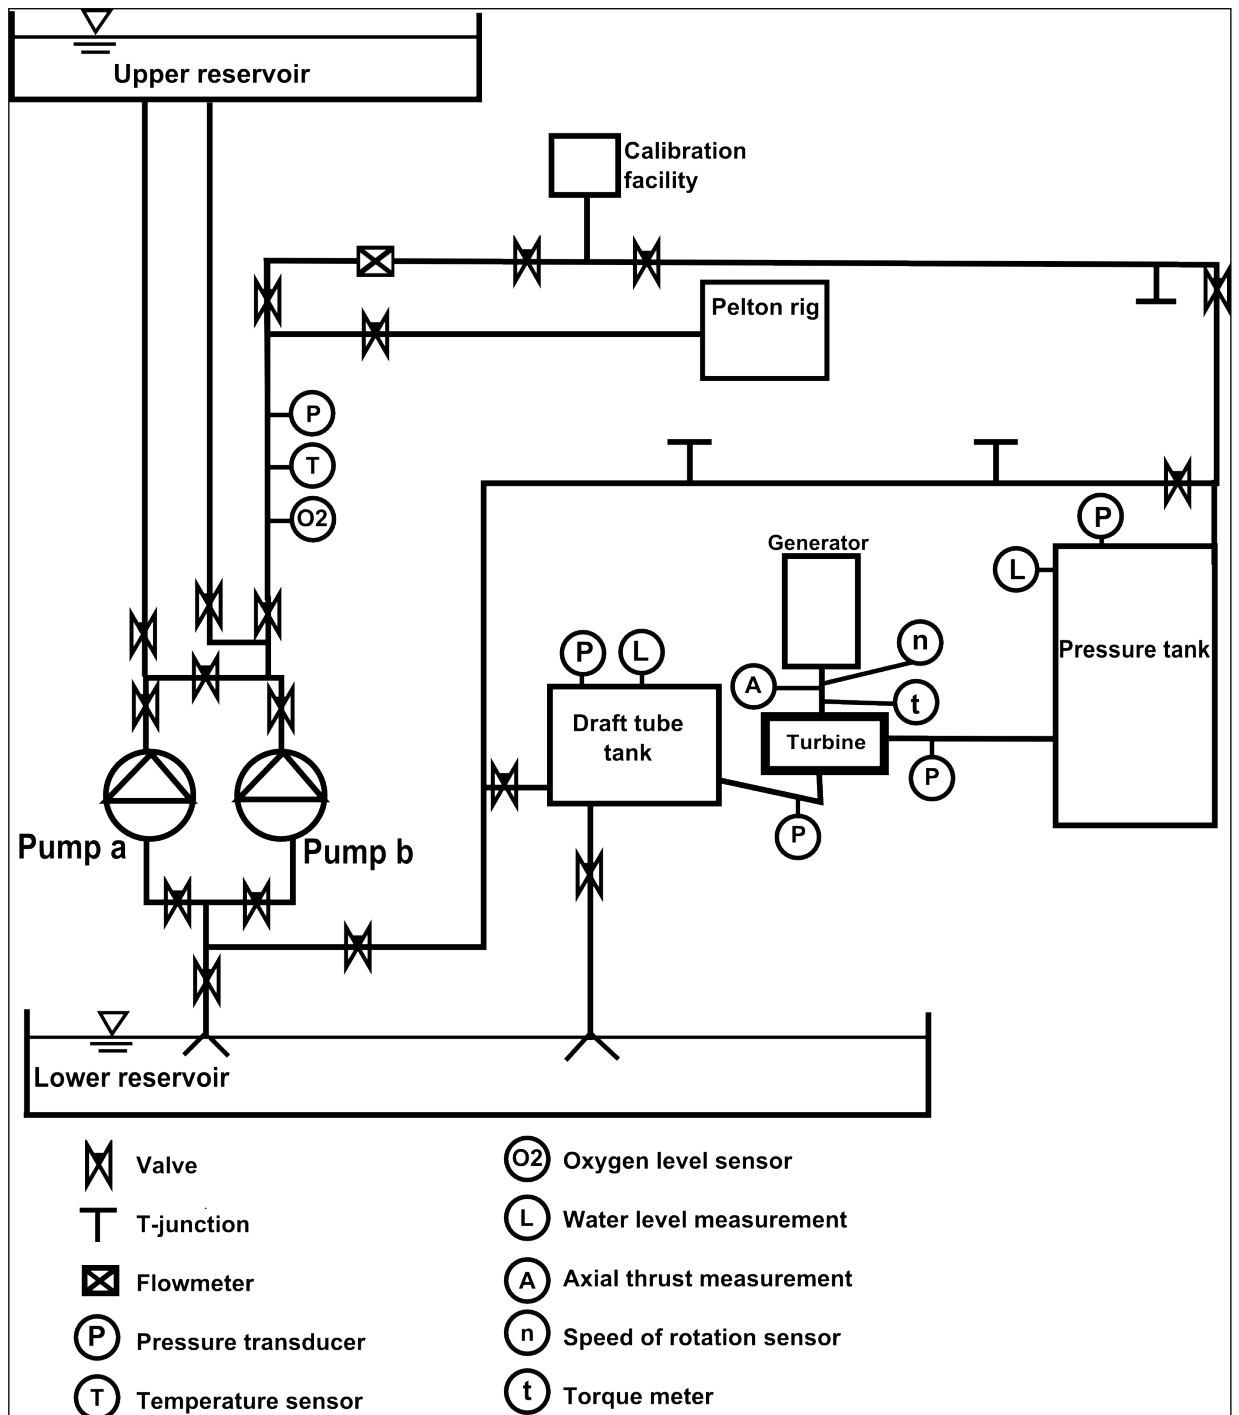 Upper reservoir
Calibration
facility
Pelton rig
P
T
O2
Generator
P
L
n
P
L
A
t
Pressure tank
Draft tube
tank
Turbine
P
P
Pump a
Pump b
Lower reservoir
Valve
O2
Oxygen level sensor
T-junction
L
Water level measurement
Flowmeter
A
Axial thrust measurement
P
Pressure transducer
n
Speed of rotation sensor
T
Temperature sensor
t
Torque meter